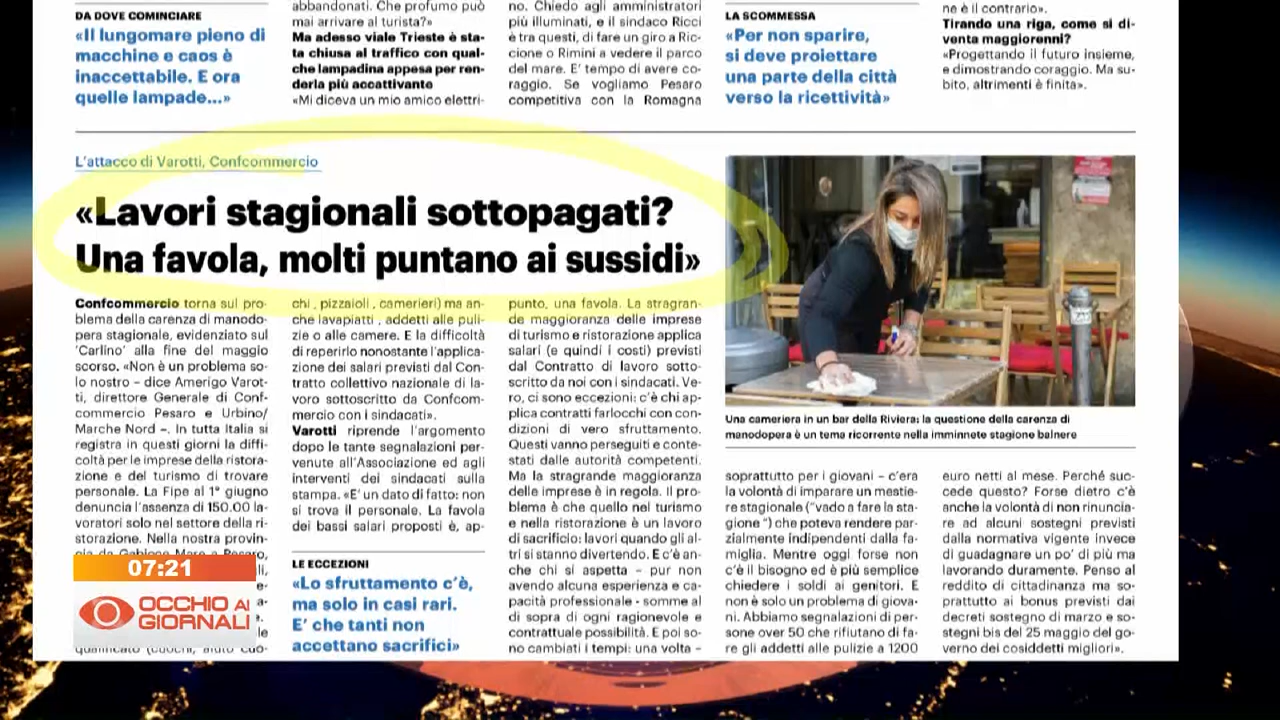 DA DOVE COMINCIARE
«Il lungomare pieno di
macchine e caos è
inaccettabile. E ora
quelle lampade...»
abbandonati. Che profumo può
mai arrivare al turista?»
Ma adesso viale Trieste è sta-
ta chiusa al traffico con qual-
che lampadina appesa per ren-
derla più accattivante
«Mi diceva un mio amico elettri-
no. Chiedo agli amministratori
più illuminati, e il sindaco Ricci
è tra questi, di fare un giro a Ric-
cione o Rimini a vedere il parco
del mare. E' tempo di avere co-
raggio. Se vogliamo Pesaro
competitiva con la Romagna
LA SCOMMESSA
«Per non sparire,
si deve proiettare
una parte della città
verso la ricettività»
ne è il contrario».
Tirando una riga, come si di-
venta maggiorenni?
«Progettando il futuro insieme,
e dimostrando coraggio. Ma su-
bito, altrimenti è finita».
L'attacco di Varotti, Confcommercio
«Lavori stagionali sottopagati?
Una favola, molti puntano ai sussidi»
Confcommercio torna sul pro-
blema della carenza di manodo-
pera stagionale, evidenziato sul
'Carlino' alla fine del maggio
scorso. «Non è un problema so-
lo nostro – dice Amerigo Varot-
ti, direttore Generale di Conf-
commercio Pesaro e Urbino/
Marche Nord –. In tutta Italia si
registra in questi giorni la diffi-
coltà per le imprese della ristora-
zione e del turismo di trovare
personale. La Fipe al 1° giugno
denuncia l'assenza di 150.00 la-
voratori solo nel settore della ri-
storazione. Nella nostra provin-
cia da Gabicce Mare a Pesaro,
07:21
OCCHIO AI
GIORNALI
qualificato (cuochi, aiuto cuo-
chi , pizzaioli , camerieri) ma an-
che lavapiatti , addetti alle puli-
zie o alle camere. E la difficoltà
di reperirlo nonostante l'applica-
zione dei salari previsti dal Con-
tratto collettivo nazionale di la-
voro sottoscritto da Confcom-
mercio con i sindacati».
Varotti riprende l'argomento
dopo le tante segnalazioni per-
venute all'Associazione ed agli
interventi dei sindacati sulla
stampa. «E' un dato di fatto: non
si trova il personale. La favola
dei bassi salari proposti è, ap-
LE ECCEZIONI
«Lo sfruttamento c'è,
ma solo in casi rari.
E' che tanti non
accettano sacrifici»
punto, una favola. La stragran-
de maggioranza delle imprese
di turismo e ristorazione applica
salari (e quindi i costi) previsti
dal Contratto di lavoro sotto-
scritto da noi con i sindacati. Ve-
ro, ci sono eccezioni: c'è chi ap-
plica contratti farlocchi con con-
dizioni di vero sfruttamento.
Questi vanno perseguiti e conte-
stati dalle autorità competenti.
Ma la stragrande maggioranza
delle imprese è in regola. Il pro-
blema è che quello nel turismo
e nella ristorazione è un lavoro
di sacrificio: lavori quando gli al-
tri si stanno divertendo. E c'è an-
che chi si aspetta – pur non
avendo alcuna esperienza e ca-
pacità professionale - somme al
di sopra di ogni ragionevole e
contrattuale possibilità. E poi so-
no cambiati i tempi: una volta –
Una cameriera in un bar della Riviera: la questione della carenza di
manodopera è un tema ricorrente nella imminnete stagione balnere
soprattutto per i giovani – c'era
la volontà di imparare un mestie-
re stagionale ("vado a fare la sta-
gione ") che poteva rendere par-
zialmente indipendenti dalla fa-
miglia. Mentre oggi forse non
c'è il bisogno ed è più semplice
chiedere i soldi ai genitori. E
non è solo un problema di giova-
ni. Abbiamo segnalazioni di per-
sone over 50 che rifiutano di fa-
re gli addetti alle pulizie a 1200
euro netti al mese. Perché suc-
cede questo? Forse dietro c'è
anche la volontà di non rinuncia-
re ad alcuni sostegni previsti
dalla normativa vigente invece
di guadagnare un po' di più ma
lavorando duramente. Penso al
reddito di cittadinanza ma so-
prattutto ai bonus previsti dai
decreti sostegno di marzo e so-
stegni bis del 25 maggio del go-
verno dei cosiddetti migliori».